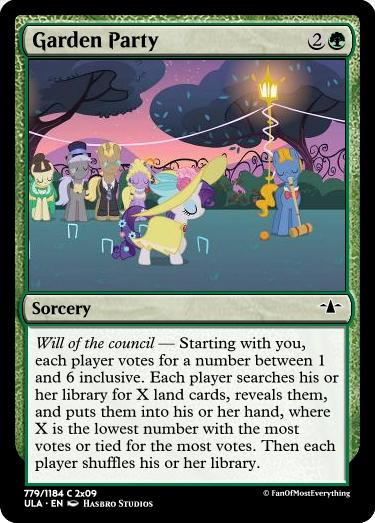 Garden Party 2
Sorcery
Will of the council — Starting with you,
each player votes for a number between 1
and 6 inclusive. Each player searches his or
her library for X land cards, reveals them,
and puts them into his or her hand, where
X is the lowest number with the most
votes or tied for the most votes. Then each
player shuffles his or her library.
779/1184 C 2x09
ULA • EN Hasbro Studios
© FanOfMostEverything